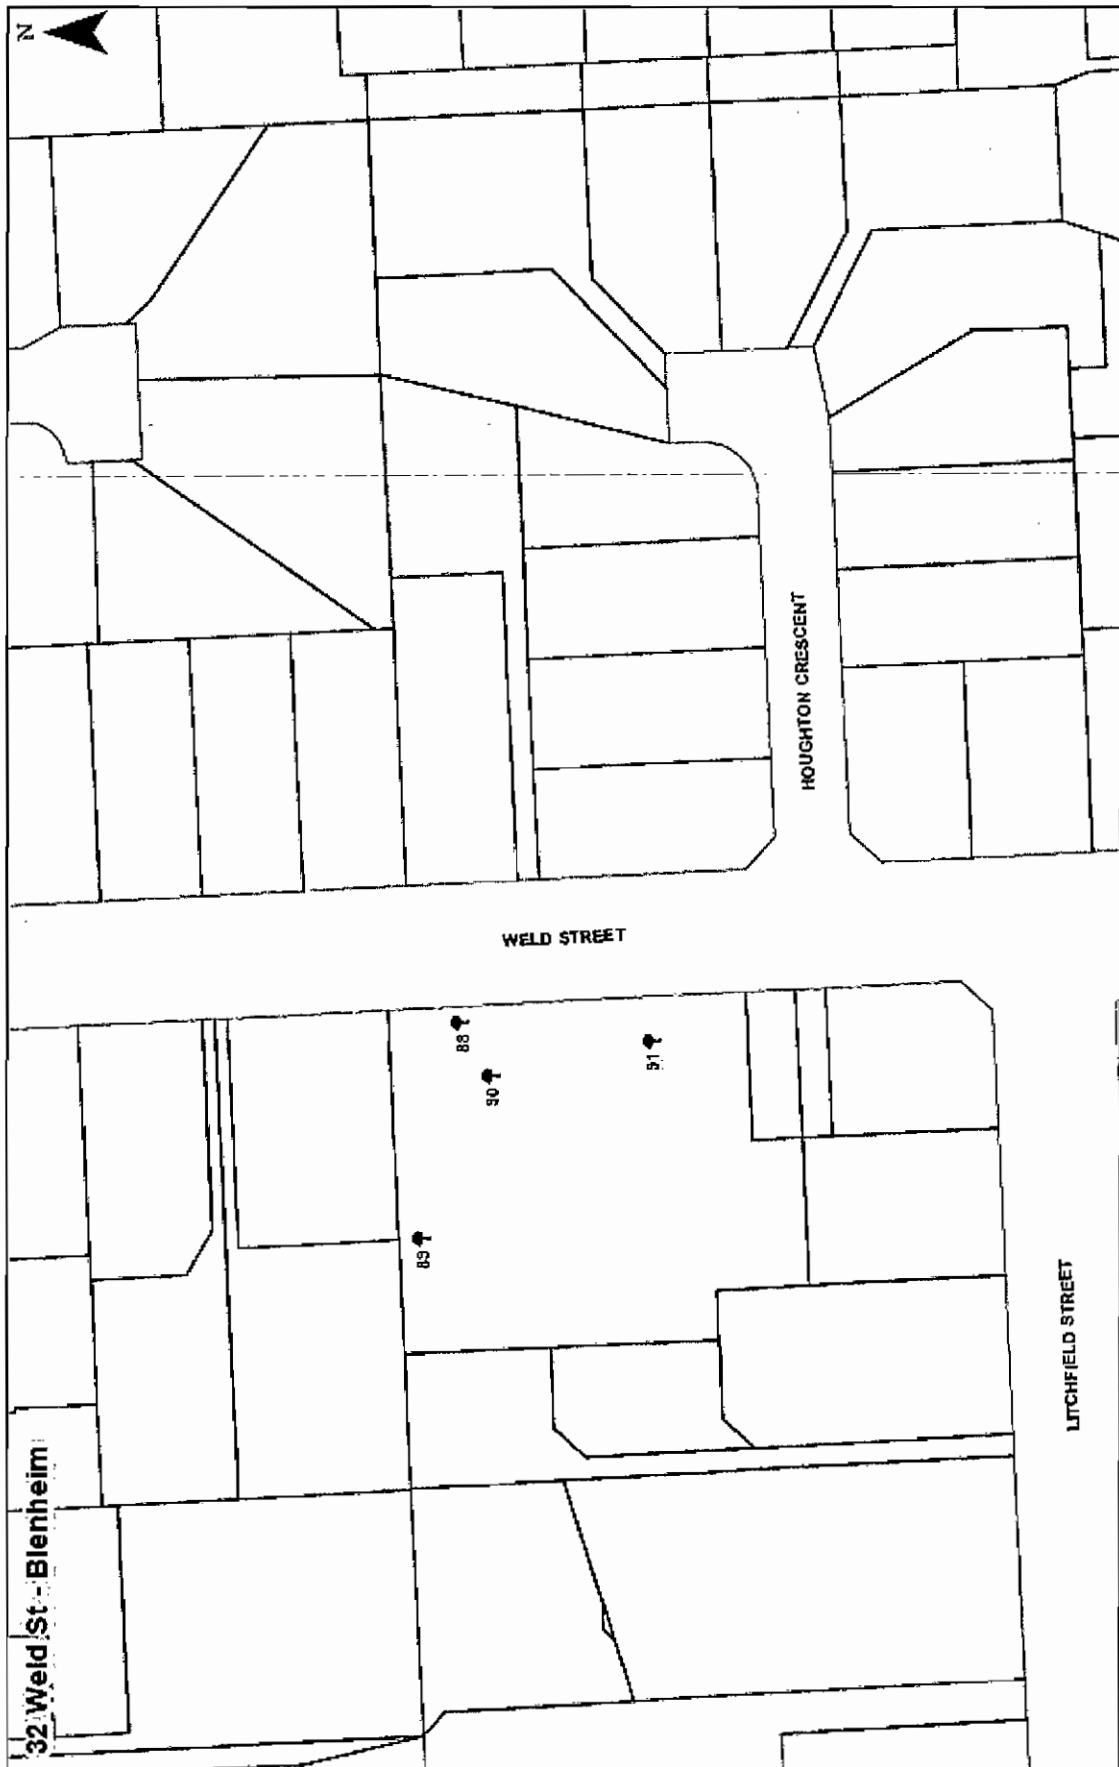 32 Weld St - Blenheim
N
HOUGHTON CRESCENT
WELD STREET
88
90
91
89
LITCHFIELD STREET